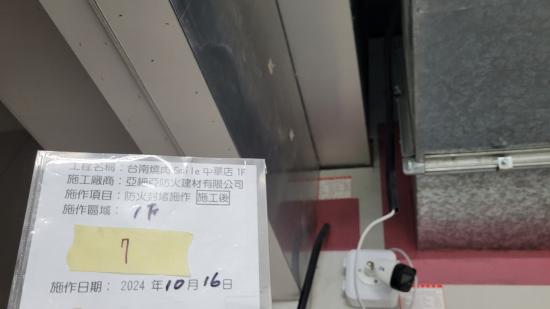 工程名稱：台南燒肉Smile 中華店 1F
施工廠商：亞細亞防火建材有限公司
施作項目：防火封堵施作 施工後
施作區域： 1F
7
施作日期： 2024 年10月16日